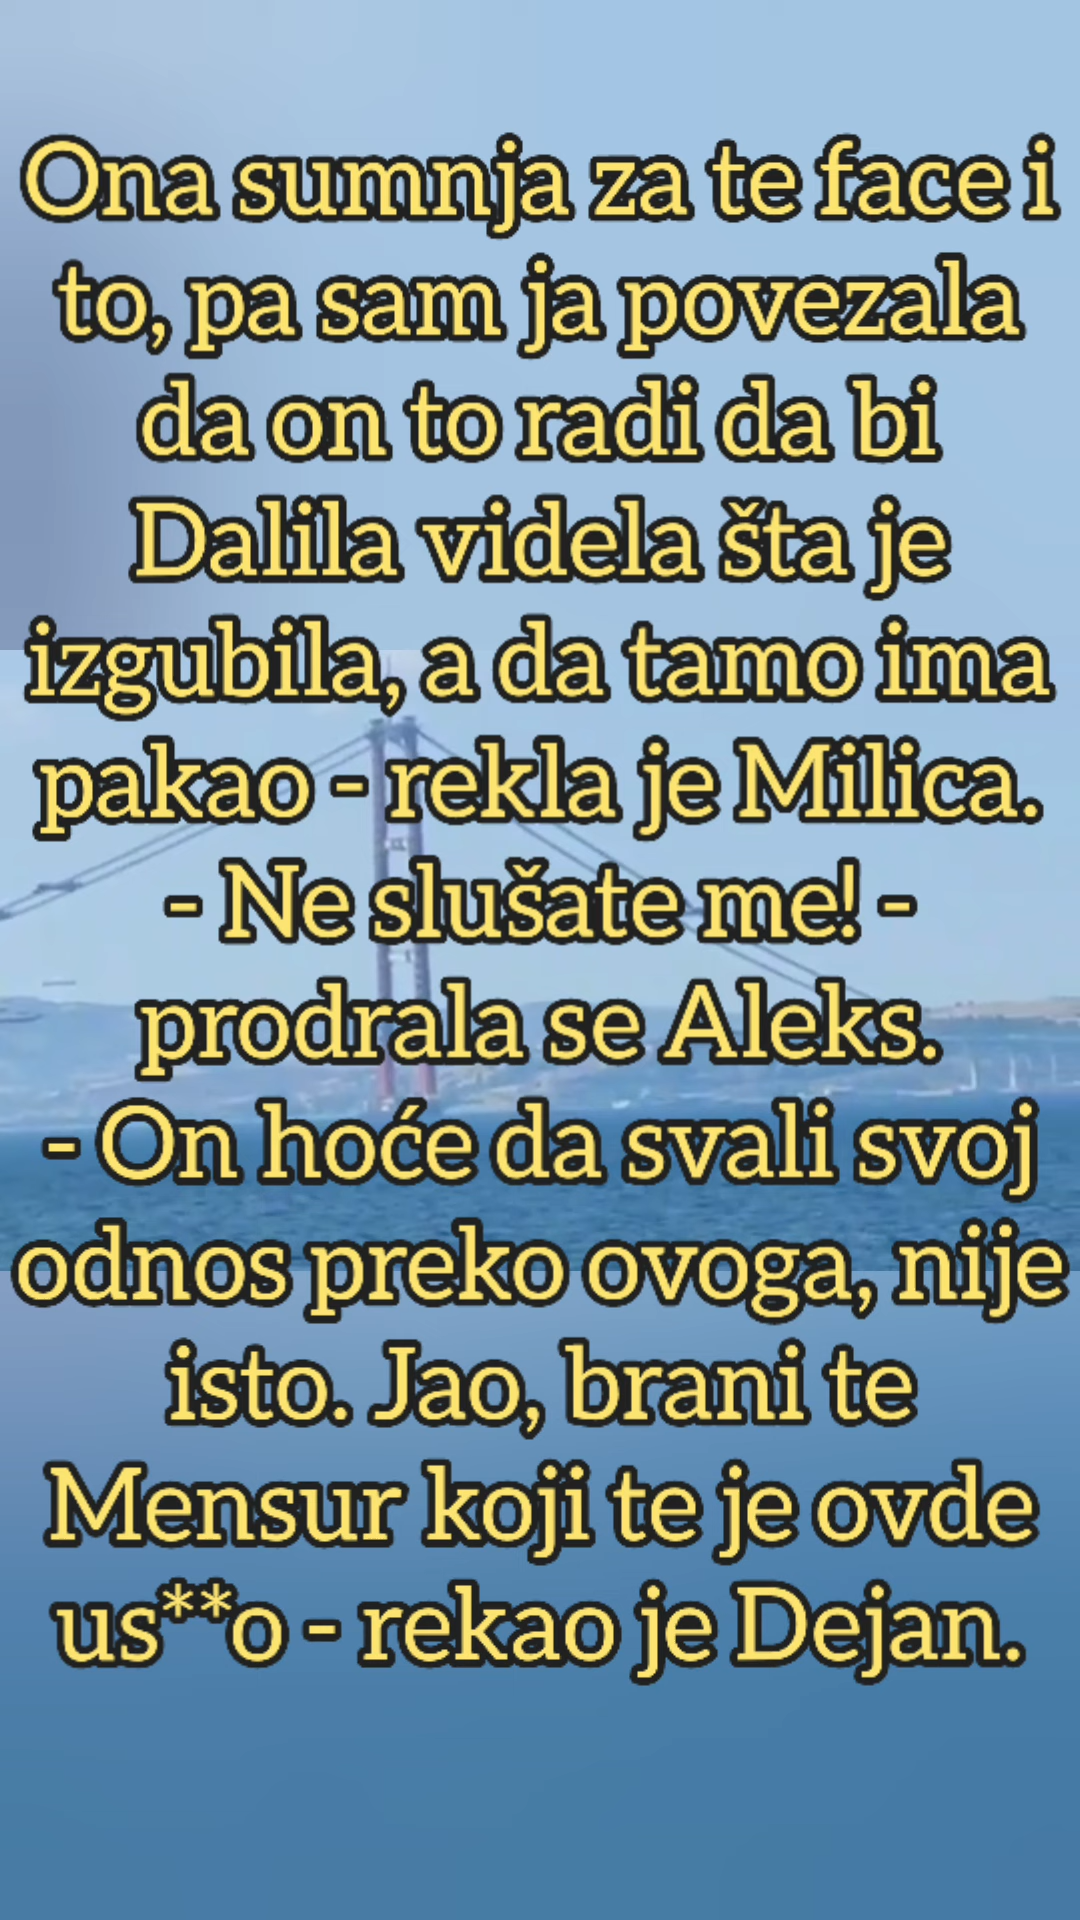 Ona sumnja za te face i
to, pa sam ja povezala
da on to radi da bi
Dalila videla šta je
izgubila, a da tamo ima
pakao - rekla je Milica.
- Ne slušate me! -
prodrala se Aleks.
- On hoće da svali svoj
odnos preko ovoga, nije
isto. Jao, brani te
Mensur koji te je ovde
us**o - rekao je Dejan.